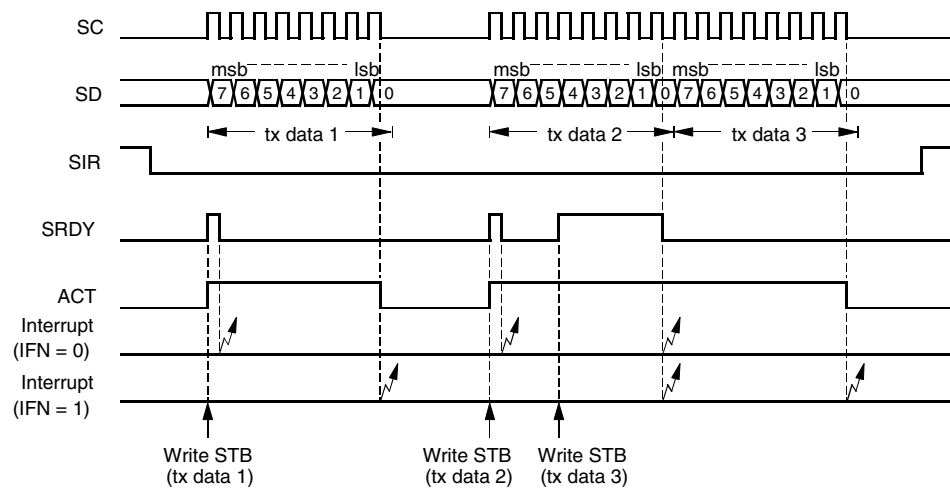 SC
msb lsb msb lsb msb lsb
SD 7 6 5 4 3 2 1 0 7 6 5 4 3 2 1 0 7 6 5 4 3 2 1 0
tx data 1 tx data 2 tx data 3
SIR
SRDY
ACT
Interrupt
(IFN = 0)
Interrupt
(IFN = 1)
Write STB Write STB Write STB
(tx data 1) (tx data 2) (tx data 3)